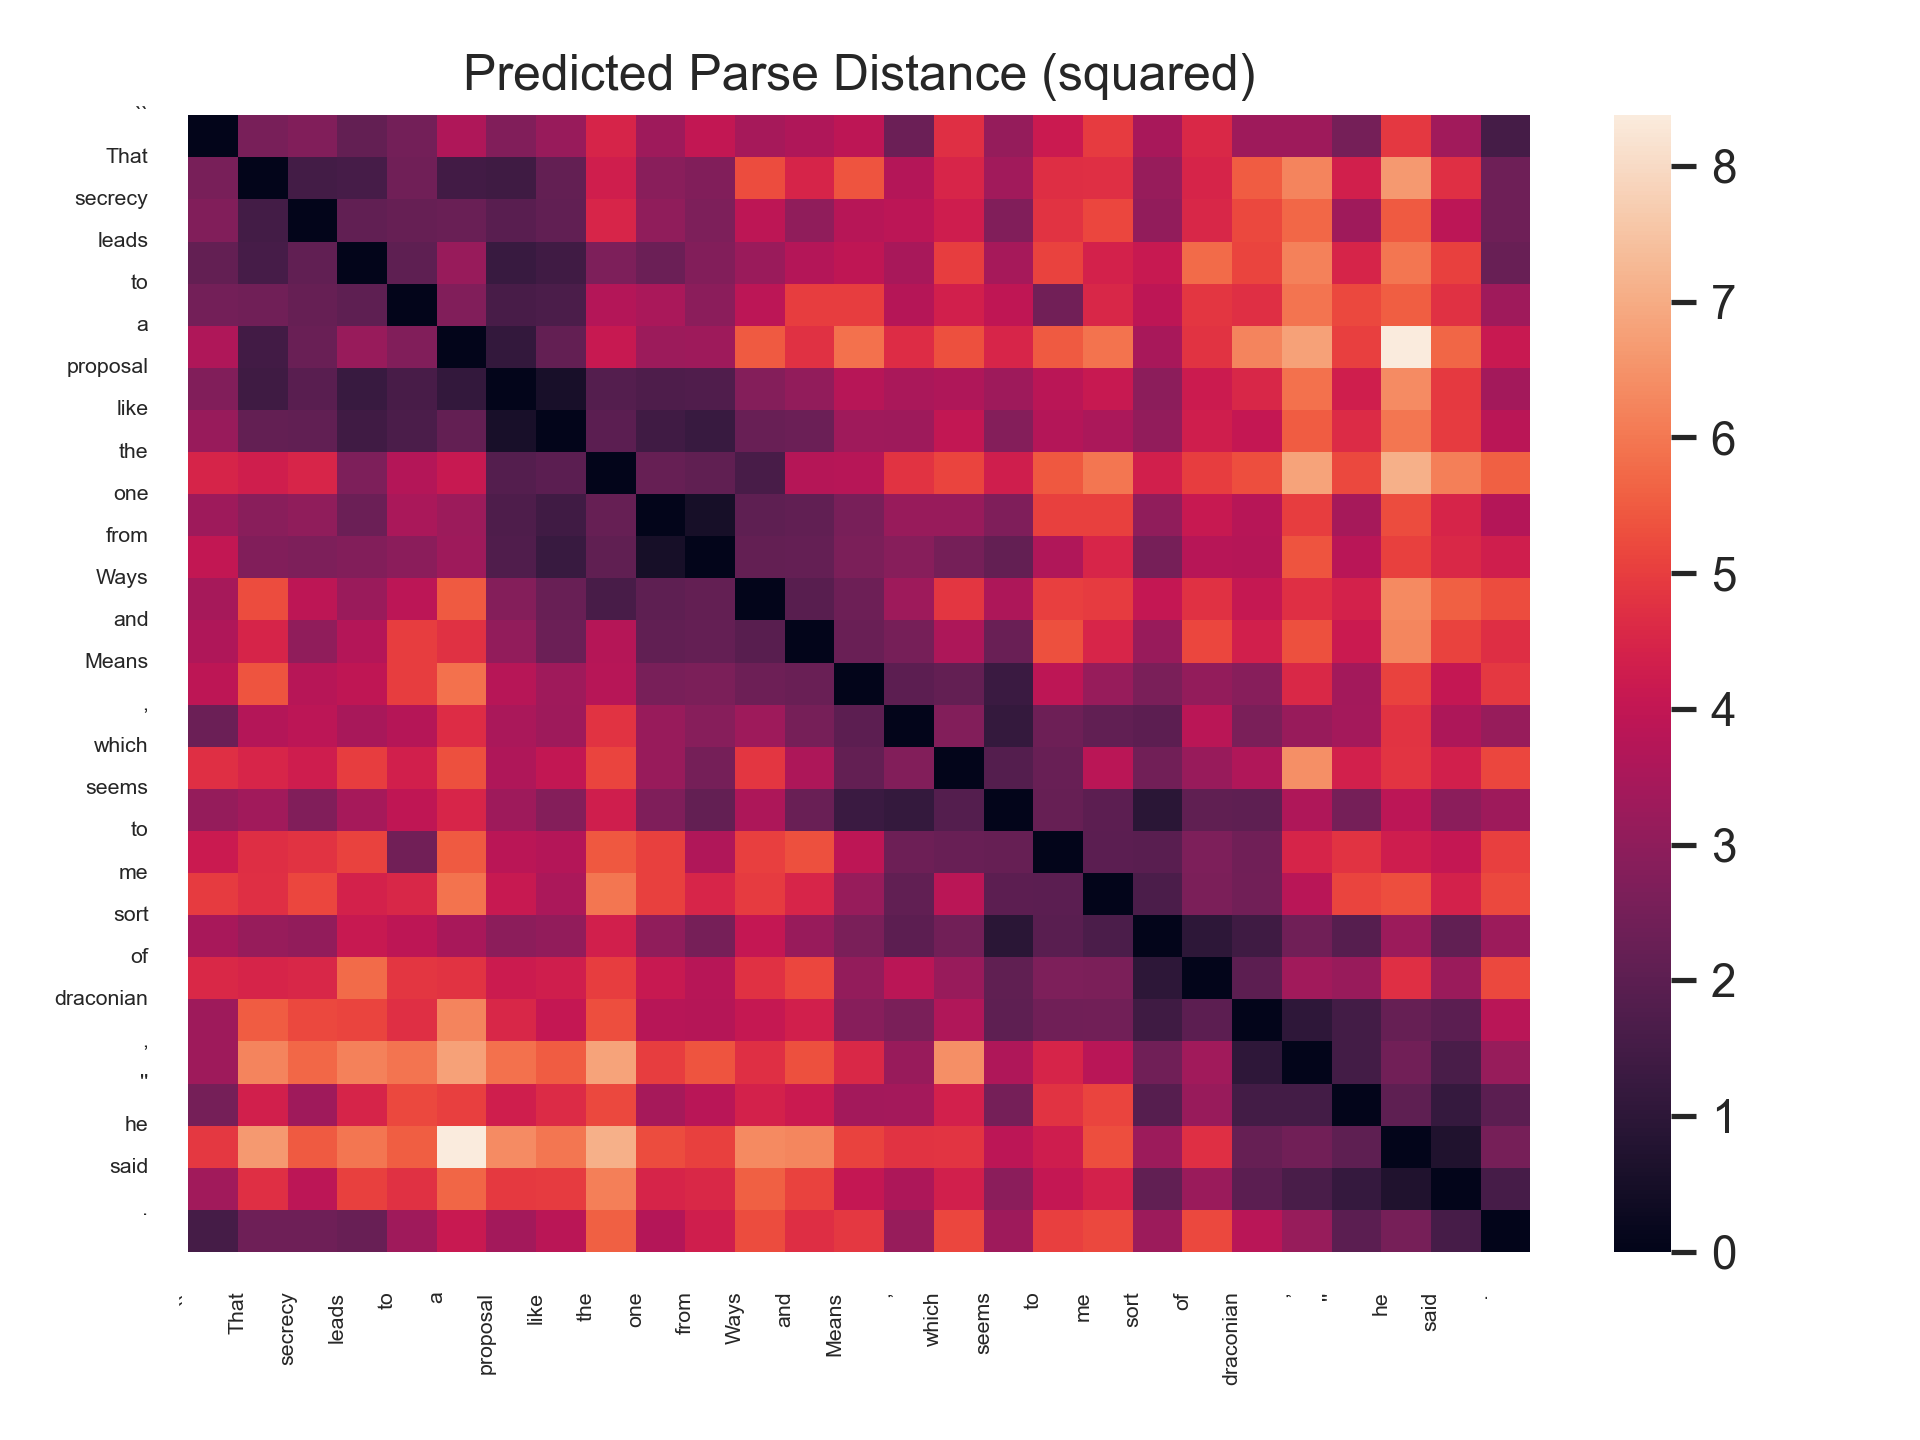 Predicted Parse Distance (squared)
``
That
secrecy
leads
to
a
proposal
like
the
one
from
Ways
and
Means
,
which
seems
to
me
sort
of
draconian
,
''
he
said
.
8
7
6
5
4
3
2
1
0
``
That
secrecy
leads
to
a
proposal
like
the
one
from
Ways
and
Means
,
which
seems
to
me
sort
of
draconian
,
''
he
said
.